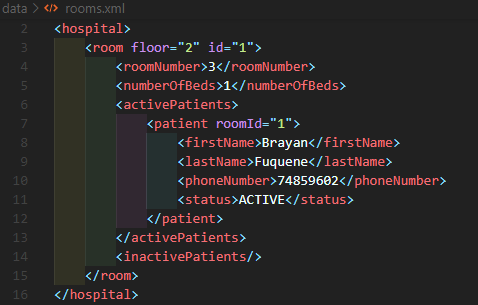 data > rooms.xml
2 <hospital>
3 <room floor="2" id="1">
4 <roomNumber>3</roomNumber>
5 <numberOfBeds>1</numberOfBeds>
6 <activePatients>
7 <patient roomId="1">
8 <firstName>Brayan</firstName>
9 <lastName>Fuquene</lastName>
10 <phoneNumber>74859602</phoneNumber>
11 <status>ACTIVE</status>
12 </patient>
13 </activePatients>
14 <inactivePatients/>
15 </room>
16 </hospital>